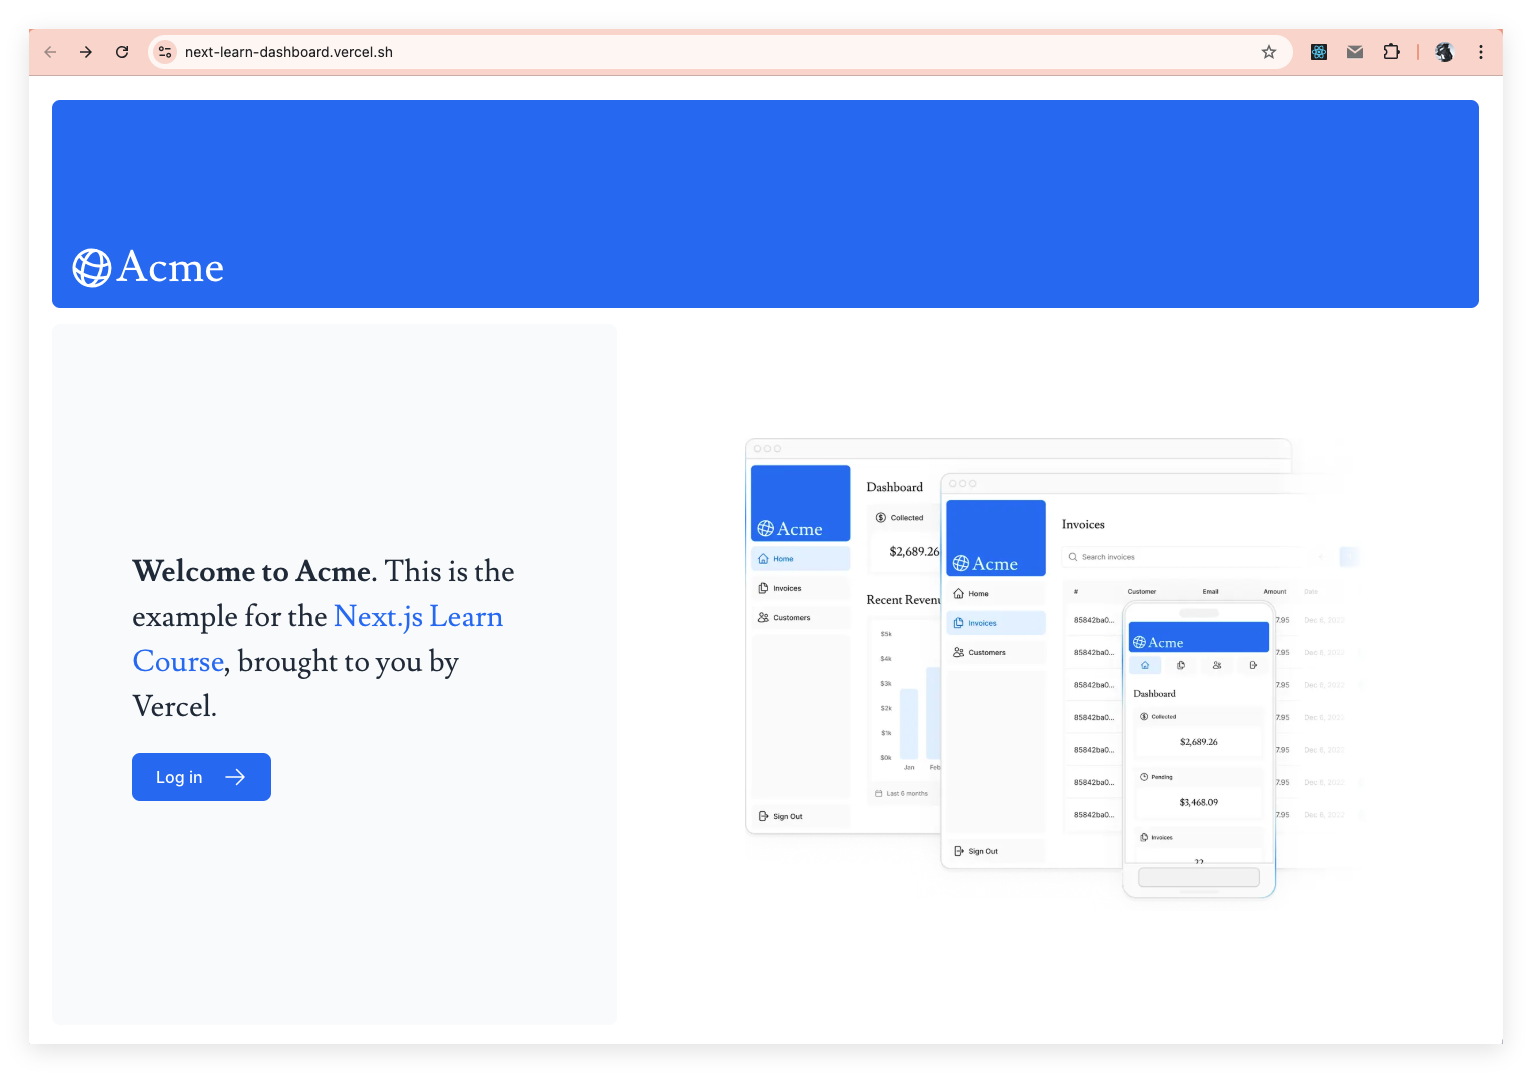 next-learn-dashboard.vercel.sh
Acme
Welcome to Acme. This is the
example for the Next.js Learn
Course, brought to you by
Vercel.
Log in
Acme
Home
Invoices
Customers
Sign Out
Dashboard
Collected
$2,689.26
Recent Revenu
$5k
$4k
$3k
$2k
$1k
$0k
Jan Feb
Last 6 months
Acme
Home
Invoices
Customers
Sign Out
Invoices
Search invoices
# Customer Email Amount Date
85842ba0... 7.95 Dec 6, 2022
85842ba0... 7.95 Dec 6, 2022
85842ba0... 7.95 Dec 6, 2022
85842ba0... 7.95 Dec 6, 2022
85842ba0... 7.95 Dec 6, 2022
85842ba0... 7.95 Dec 6, 2022
85842ba0... 7.95 Dec 6, 2022
Acme
Dashboard
Collected
$2,689.26
Pending
$3,468.09
Invoices
22